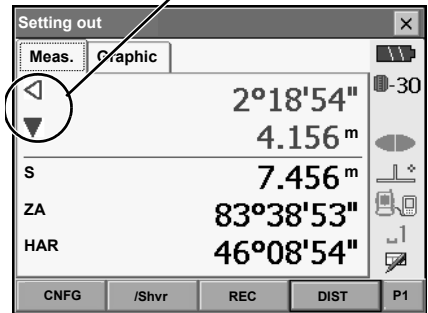 Setting out
Meas. Graphic
2°18'54"
-30
4.156 m
S 7.456 m
ZA 83°38'53"
HAR 46°08'54"
1
CNFG /Shvr REC DIST P1